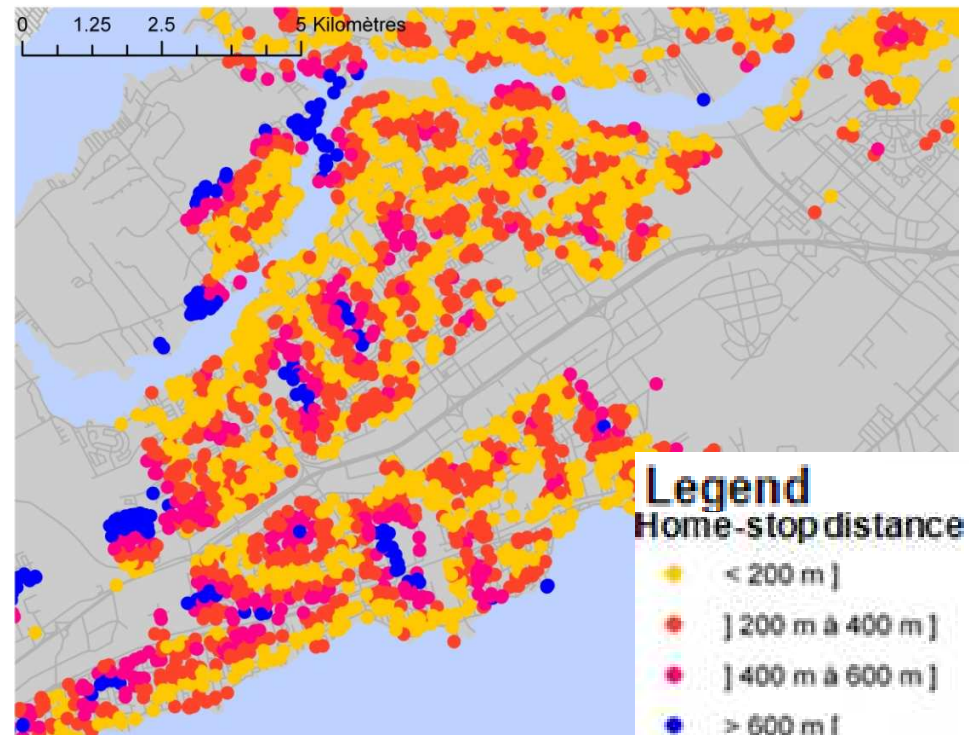 0 1.25 2.5 5 Kilomètres
Legend
Home-stop distance
< 200 m ]
] 200 m à 400 m ]
] 400 m à 600 m ]
> 600 m [